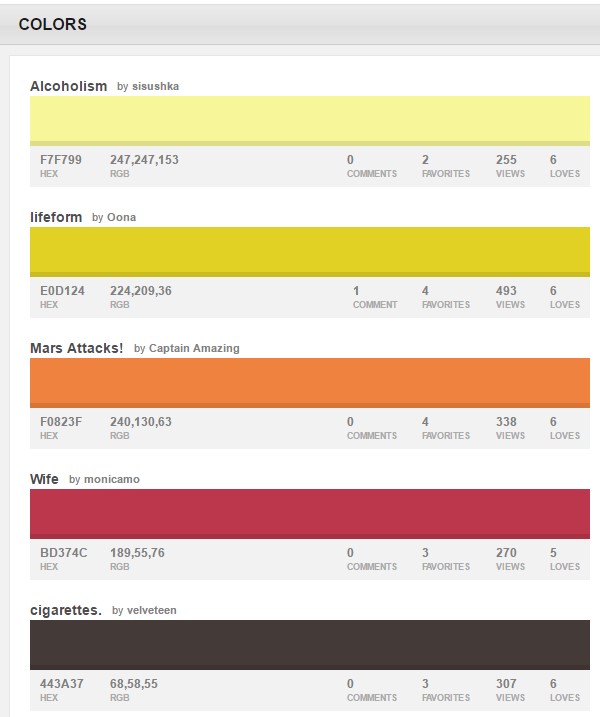 COLORS
Alcoholism by sisushka
F7F799 247,247,153 0 2 255 6
HEX RGB COMMENTS FAVORITES VIEWS LOVES
lifeform by Oona
E0D124 224,209,36 1 4 493 6
HEX RGB COMMENT FAVORITES VIEWS LOVES
Mars Attacks! by Captain Amazing
F0823F 240,130,63 0 4 338 6
HEX RGB COMMENTS FAVORITES VIEWS LOVES
Wife by monicamo
BD374C 189,55,76 0 3 270 5
HEX RGB COMMENTS FAVORITES VIEWS LOVES
cigarettes. by velveteen
443A37 68,58,55 0 3 307 6
HEX RGB COMMENTS FAVORITES VIEWS LOVES